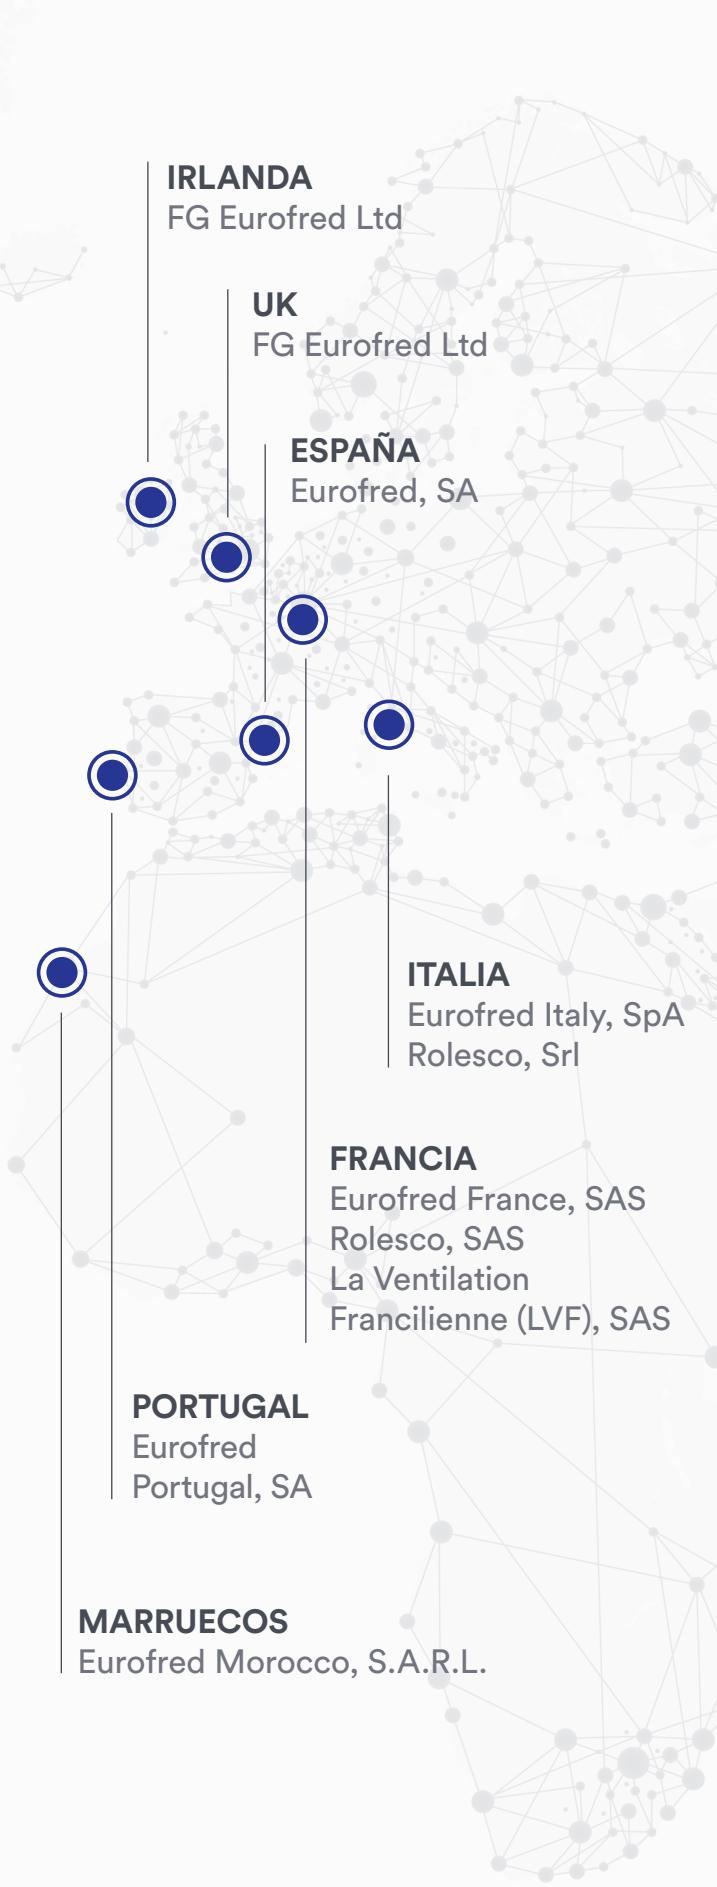 IRLANDA
FG Eurofred Ltd
UK
FG Eurofred Ltd
ESPAÑA
Eurofred, SA
ITALIA
Eurofred Italy, SpA
Rolesco, Srl
FRANCIA
Eurofred France, SAS
Rolesco, SAS
La Ventilation
Francilienne (LVF), SAS
PORTUGAL
Eurofred
Portugal, SA
MARRUECOS
Eurofred Morocco, S.A.R.L.